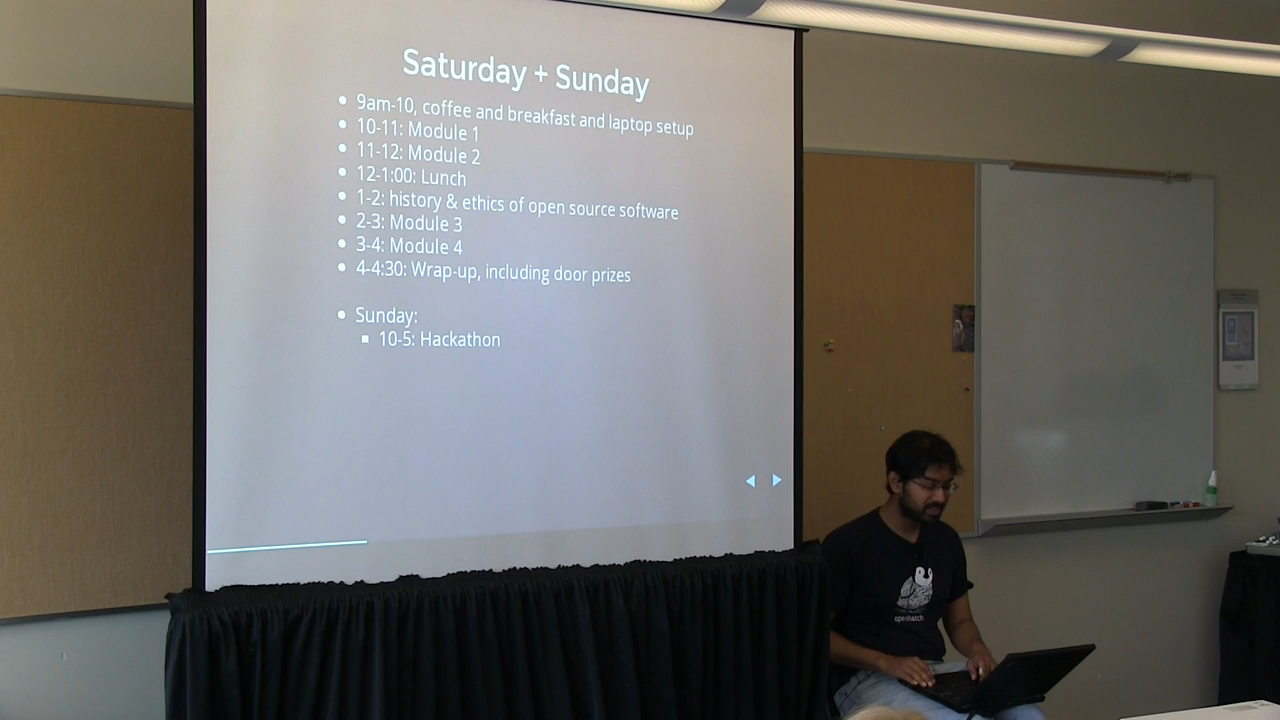 Saturday + Sunday
9am-10, coffee and breakfast and laptop setup
10-11: Module 1
11-12: Module 2
12-1:00: Lunch
1-2: history & ethics of open source software
2-3: Module 3
3-4: Module 4
4-4:30: Wrap-up, including door prizes
Sunday:
10-5: Hackathon
openhatch